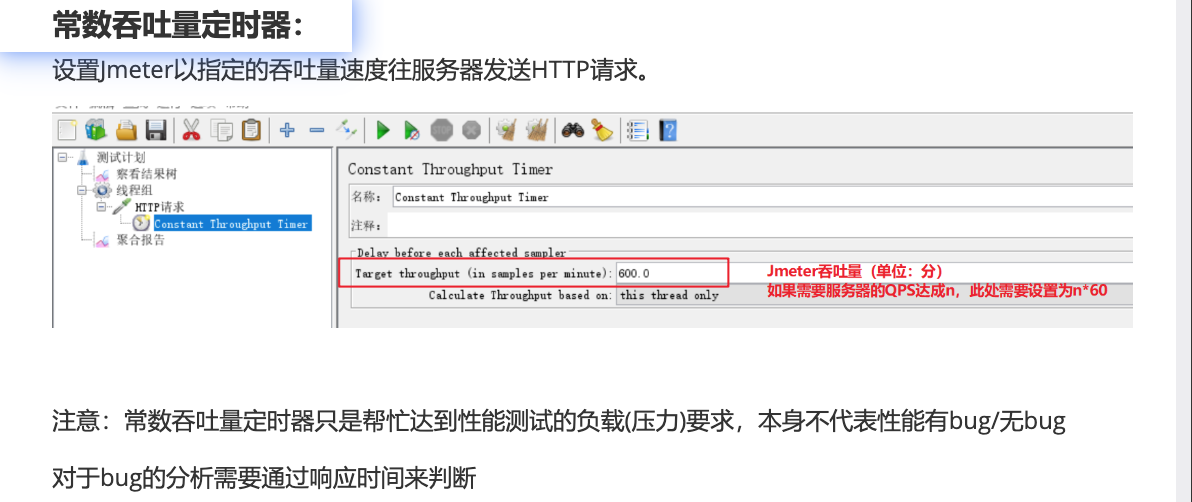 常数吞吐量定时器：
设置Jmeter以指定的吞吐量速度往服务器发送HTTP请求。
测试计划
察看结果树
线程组
HTTP请求
Constant Throughput Timer
聚合报告
Constant Throughput Timer
名称： Constant Throughput Timer
注释：
Delay before each affected sampler
Target throughput (in samples per minute): 600.0
Calculate Throughput based on: this thread only
Jmeter吞吐量（单位：分）
如果需要服务器的QPS达成n，此处需要设置为n*60
注意：常数吞吐量定时器只是帮忙达到性能测试的负载(压力)要求，本身不代表性能有bug/无bug
对于bug的分析需要通过响应时间来判断